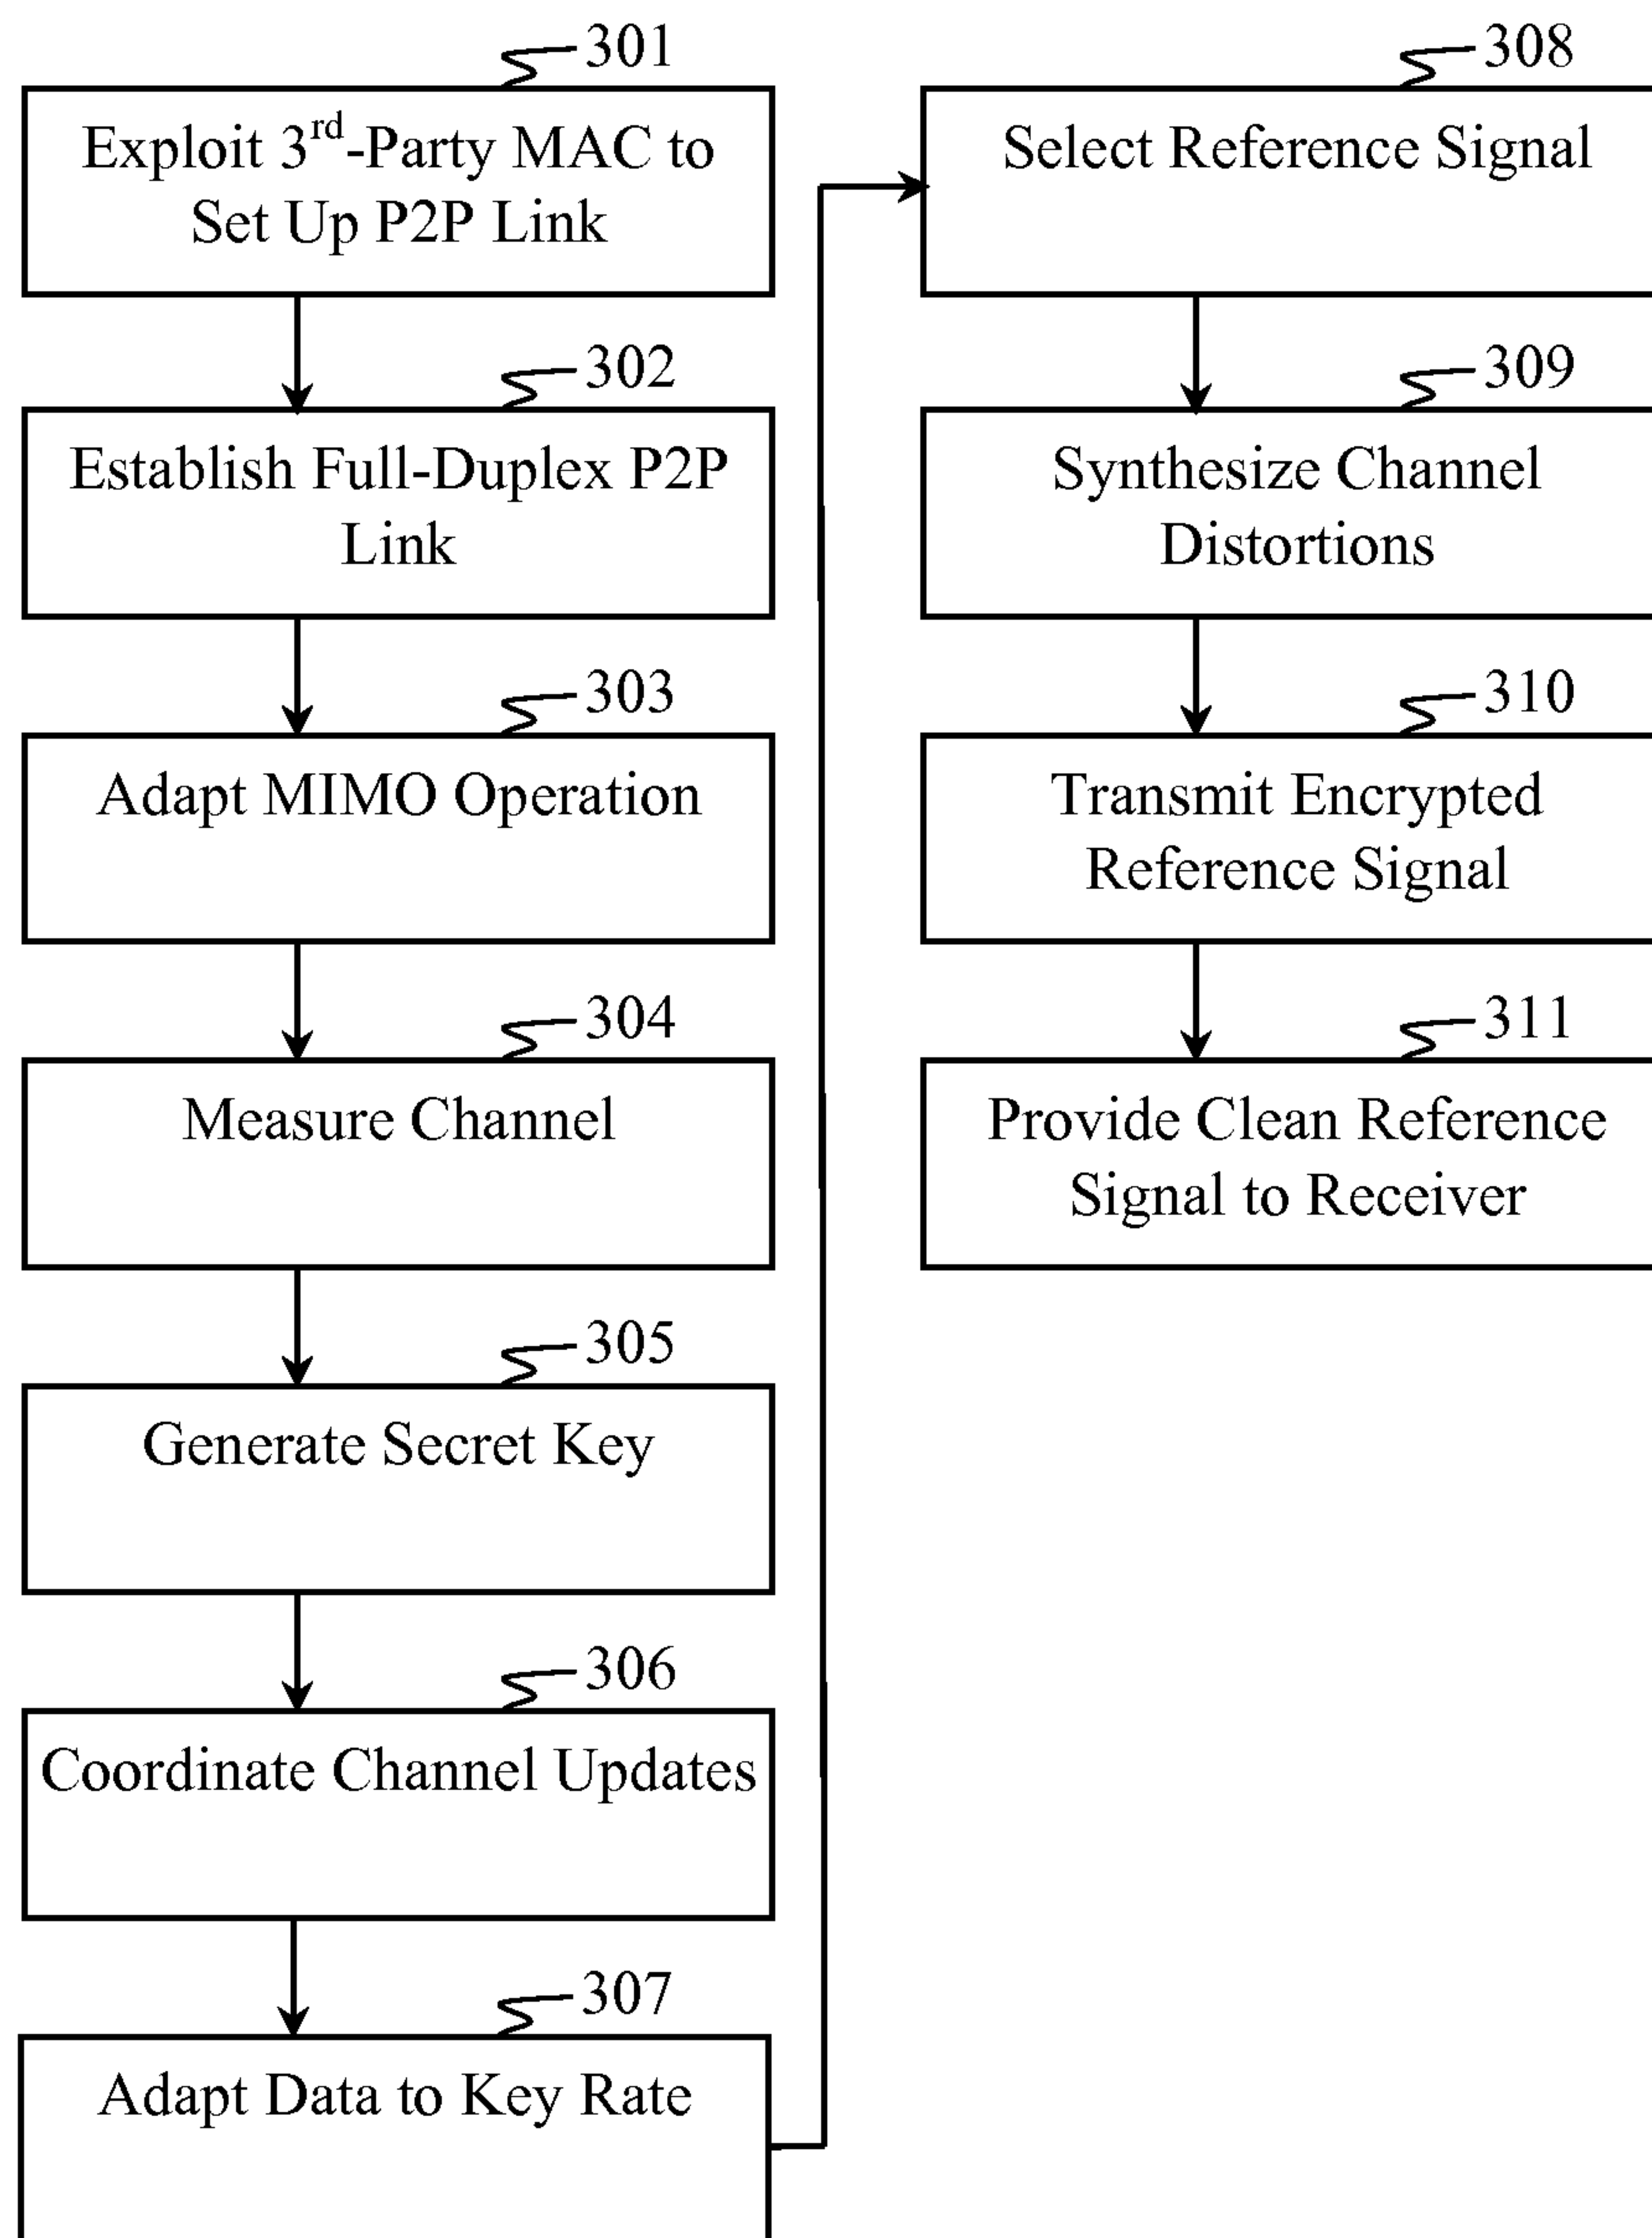 301
Exploit 3rd-Party MAC to
Set Up P2P Link
302
Establish Full-Duplex P2P
Link
303
Adapt MIMO Operation
304
Measure Channel
305
Generate Secret Key
306
Coordinate Channel Updates
307
Adapt Data to Key Rate
308
Select Reference Signal
309
Synthesize Channel
Distortions
310
Transmit Encrypted
Reference Signal
311
Provide Clean Reference
Signal to Receiver